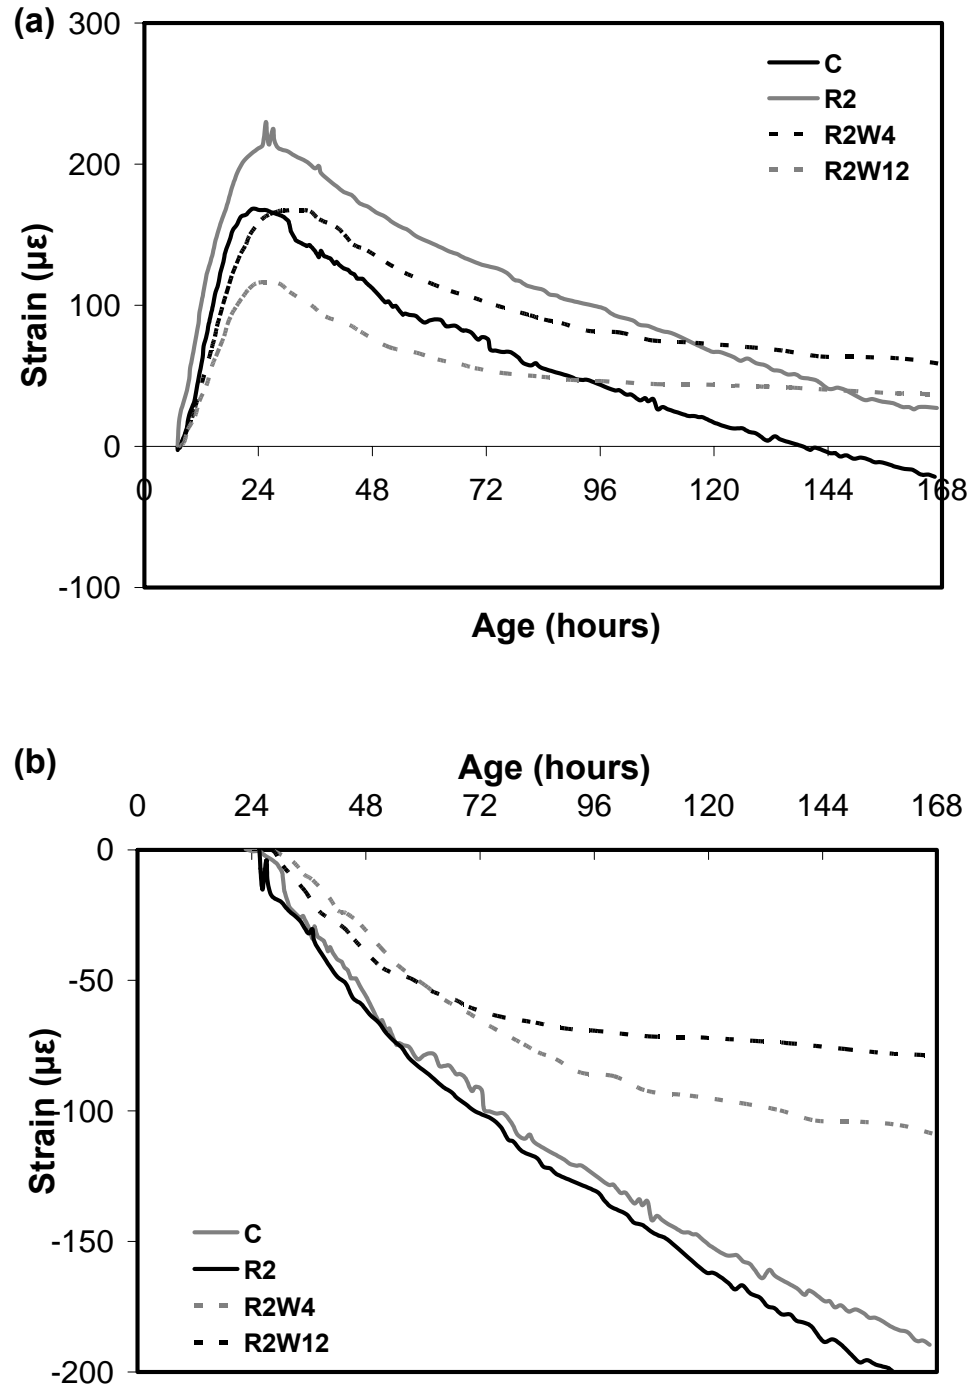 (a)
300
C
R2
200
R2W4
R2W12
100
0
0 24 48 72 96 120 144 168
-100
Strain (με)
Age (hours)
(b)
Age (hours)
0 24 48 72 96 120 144 168
0
-50
-100
Strain (με)
-150
C
R2
R2W4
R2W12
-200